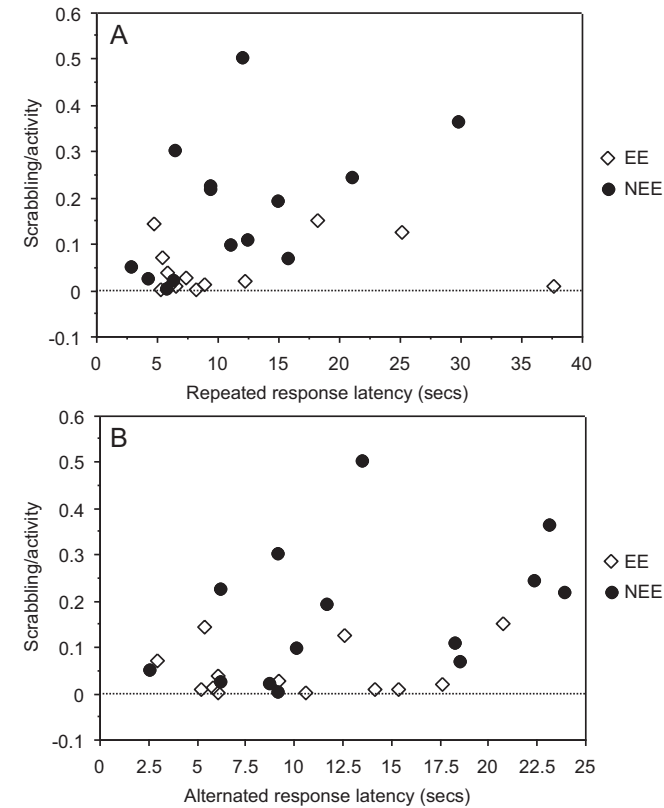 A
0.6
0.5
0.4
0.3
0.2
0.1
0
-0.1
Scrabbling/activity
0 5 10 15 20 25 30 35 40
Repeated response latency (secs)
EE
NEE
B
0.6
0.5
0.4
0.3
0.2
0.1
0
-0.1
Scrabbling/activity
0 2.5 5 7.5 10 12.5 15 17.5 20 22.5 25
Alternated response latency (secs)
EE
NEE